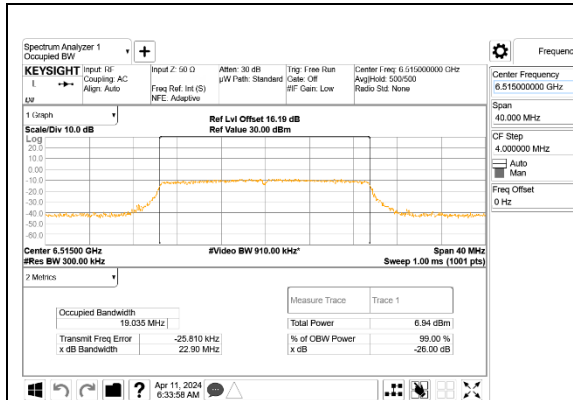 Spectrum Analyzer 1
Occupied BW
+
Frequency
KEYSIGHT
Input: RF
Coupling: AC
Align: Auto
Input Z: 50 Ω
Freq Ref: Int (S)
NFE: Adaptive
Atten: 30 dB
µW Path: Standard
Trig: Free Run
Gate: Off
#IF Gain: Low
Center Freq: 6.515000000 GHz
Avg|Hold: 500/500
Radio Std: None
L
Center Frequency
6.515000000 GHz
Span
40.000 MHz
CF Step
4.000000 MHz
Auto
Man
Freq Offset
0 Hz
1 Graph
Scale/Div 10.0 dB
Ref Lvl Offset 16.19 dB
Ref Value 30.00 dBm
Log
20.0
10.0
0.00
-10.0
-20.0
-30.0
-40.0
-50.0
-60.0
Center 6.51500 GHz
#Res BW 300.00 kHz
#Video BW 910.00 kHz*
Span 40 MHz
Sweep 1.00 ms (1001 pts)
2 Metrics
Measure Trace
Trace 1
Occupied Bandwidth
19.035 MHz
Total Power
6.94 dBm
Transmit Freq Error
-25.810 kHz
% of OBW Power
99.00 %
x dB Bandwidth
22.90 MHz
x dB
-26.00 dB
?
Apr 11, 2024
6:33:58 AM